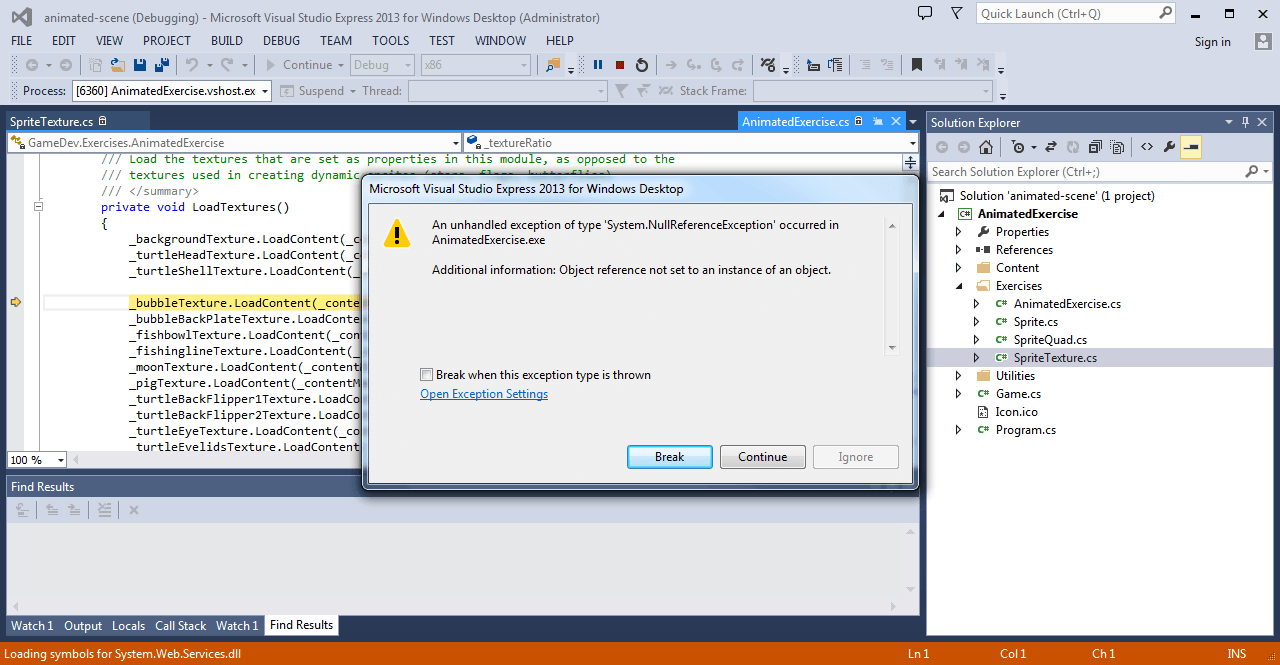 animated-scene (Debugging) - Microsoft Visual Studio Express 2013 for Windows Desktop (Administrator)
Quick Launch (Ctrl+Q)
FILE EDIT VIEW PROJECT BUILD DEBUG TEAM TOOLS TEST WINDOW HELP
Sign in
Continue Debug x86
Process: [6360] AnimatedExercise.vshost.ex Suspend Thread: Stack Frame:
SpriteTexture.cs
AnimatedExercise.cs
GameDev.Exercises.AnimatedExercise
_textureRatio
/// Load the textures that are set as properties in this module, as opposed to the
/// textures used in creating dynamic sprites (stars, flags, butterflies)
/// </summary>
private void LoadTextures()
{
_backgroundTexture.LoadContent(_c
_turtleHeadTexture.LoadContent(_c
_turtleShellTexture.LoadContent(_
_bubbleTexture.LoadContent(_conte
_bubbleBackPlateTexture.LoadConte
_fishbowlTexture.LoadContent(_con
_fishinglineTexture.LoadContent(_
_moonTexture.LoadContent(_content
_pigTexture.LoadContent(_contentM
_turtleBackFlipper1Texture.LoadCo
_turtleBackFlipper2Texture.LoadCo
_turtleEyeTexture.LoadContent(_co
_turtleEyelidsTexture.LoadContent
100 %
Microsoft Visual Studio Express 2013 for Windows Desktop
An unhandled exception of type 'System.NullReferenceException' occurred in
AnimatedExercise.exe
Additional information: Object reference not set to an instance of an object.
Break when this exception type is thrown
Open Exception Settings
Break Continue Ignore
Solution Explorer
Search Solution Explorer (Ctrl+;)
Solution 'animated-scene' (1 project)
C# AnimatedExercise
Properties
References
Content
Exercises
C# AnimatedExercise.cs
C# Sprite.cs
C# SpriteQuad.cs
C# SpriteTexture.cs
Utilities
C# Game.cs
Icon.ico
C# Program.cs
Find Results
Watch 1 Output Locals Call Stack Watch 1 Find Results
Loading symbols for System.Web.Services.dll
Ln 1 Col 1 Ch 1 INS